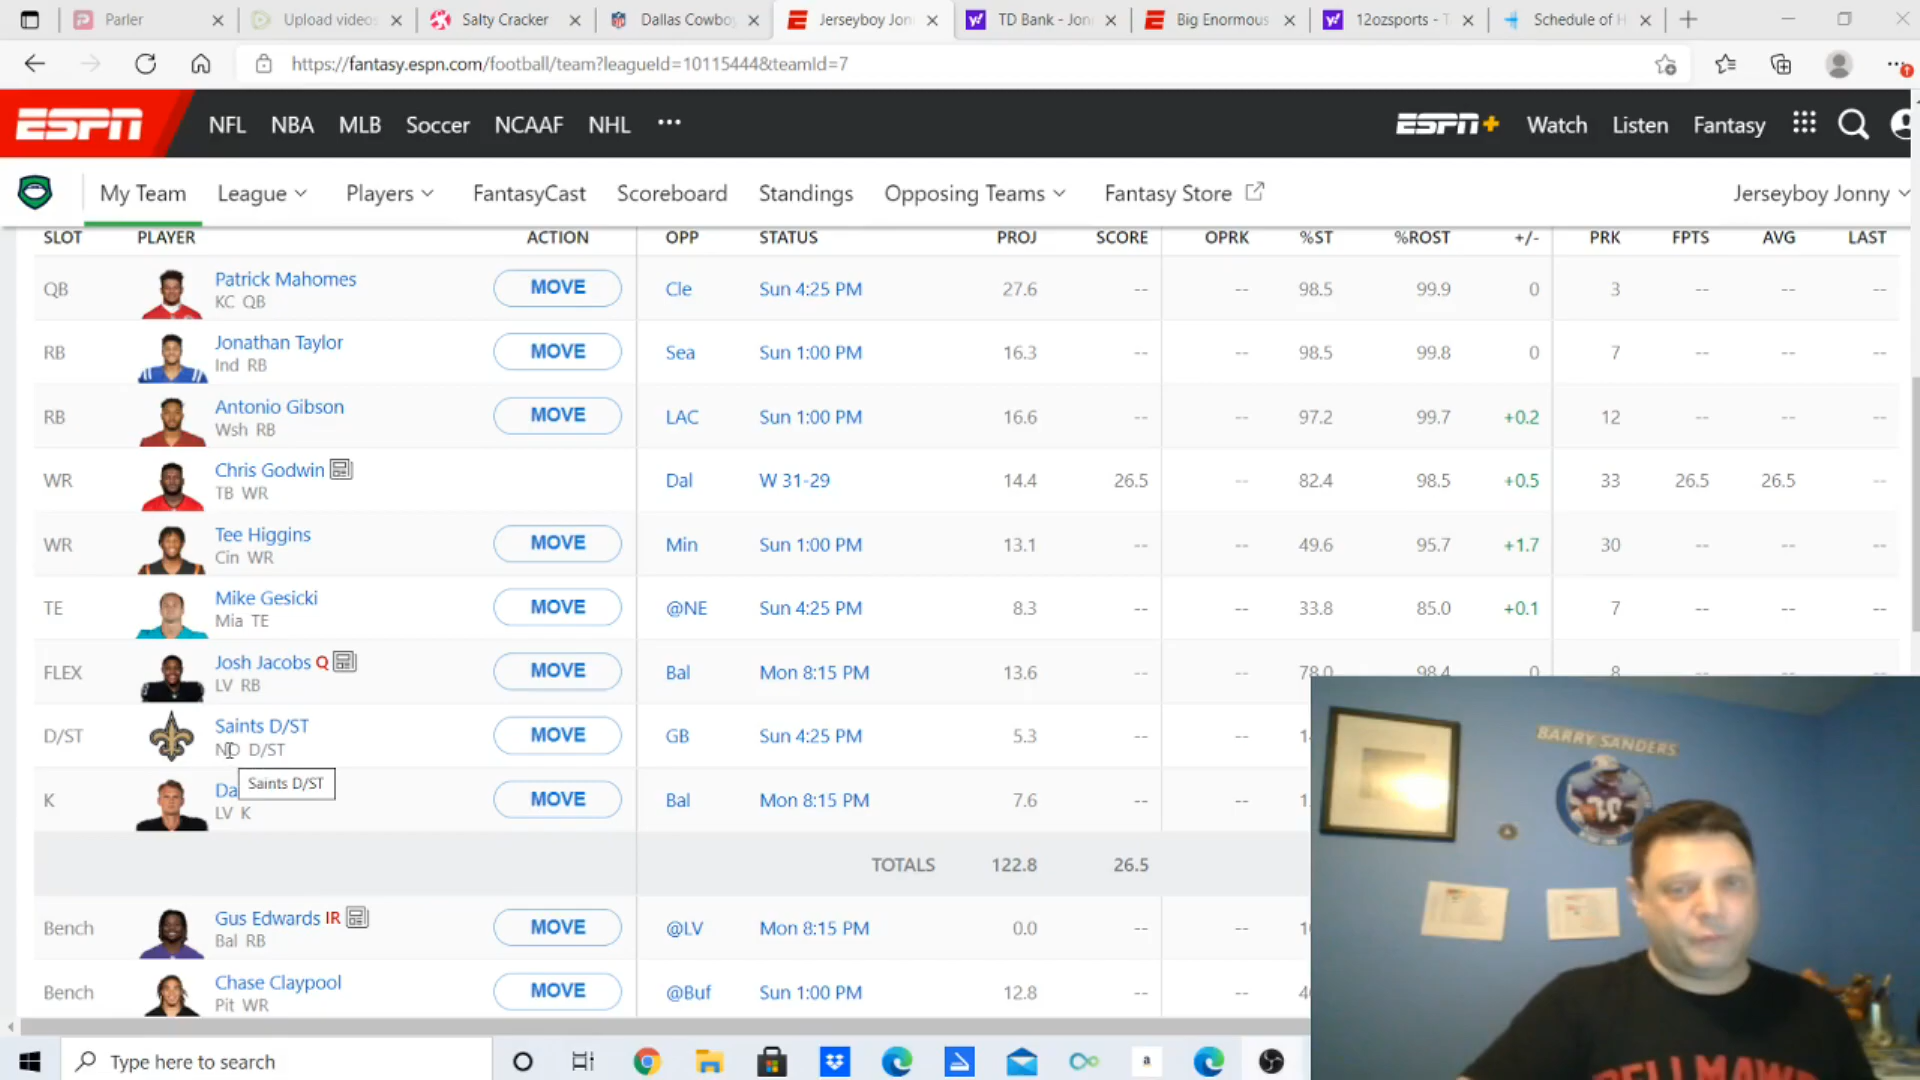 Parler
Upload videos
Salty Cracker
Dallas Cowbo
Jerseyboy Jon
TD Bank - Jon
Big Enormous
12ozsports - T
Schedule of H
https://fantasy.espn.com/football/team?leagueId=10115444&teamId=7
ESPN NFL NBA MLB Soccer NCAAF NHL ••• ESPN+ Watch Listen Fantasy
My Team League Players FantasyCast Scoreboard Standings Opposing Teams Fantasy Store Jerseyboy Jonny
SLOT PLAYER ACTION OPP STATUS PROJ SCORE OPRK %ST %ROST +/- PRK FPTS AVG LAST
QB Patrick Mahomes MOVE Cle Sun 4:25 PM 27.6 -- -- 98.5 99.9 0 3 -- -- --
KC QB
RB Jonathan Taylor MOVE Sea Sun 1:00 PM 16.3 -- -- 98.5 99.8 0 7 -- -- --
Ind RB
RB Antonio Gibson MOVE LAC Sun 1:00 PM 16.6 -- -- 97.2 99.7 +0.2 12 -- -- --
Wsh RB
WR Chris Godwin Dal W 31-29 14.4 26.5 -- 82.4 98.5 +0.5 33 26.5 26.5 --
TB WR
WR Tee Higgins MOVE Min Sun 1:00 PM 13.1 -- -- 49.6 95.7 +1.7 30 -- -- --
Cin WR
TE Mike Gesicki MOVE @NE Sun 4:25 PM 8.3 -- -- 33.8 85.0 +0.1 7 -- -- --
Mia TE
FLEX Josh Jacobs Q MOVE Bal Mon 8:15 PM 13.6 -- -- 78.0 98.4 0 8 -- -- --
LV RB
D/ST Saints D/ST MOVE GB Sun 4:25 PM 5.3 -- --
NO D/ST
Saints D/ST
K Da MOVE Bal Mon 8:15 PM 7.6 -- --
LV K
TOTALS 122.8 26.5
Bench Gus Edwards IR MOVE @LV Mon 8:15 PM 0.0 -- --
Bal RB
Bench Chase Claypool MOVE @Buf Sun 1:00 PM 12.8 -- --
Pit WR
BARRY SANDERS
Type here to search
a